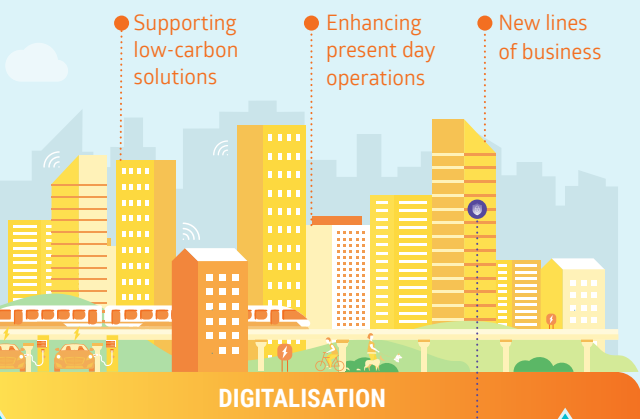 Supporting
low-carbon
solutions
Enhancing
present day
operations
New lines
of business
DIGITALISATION